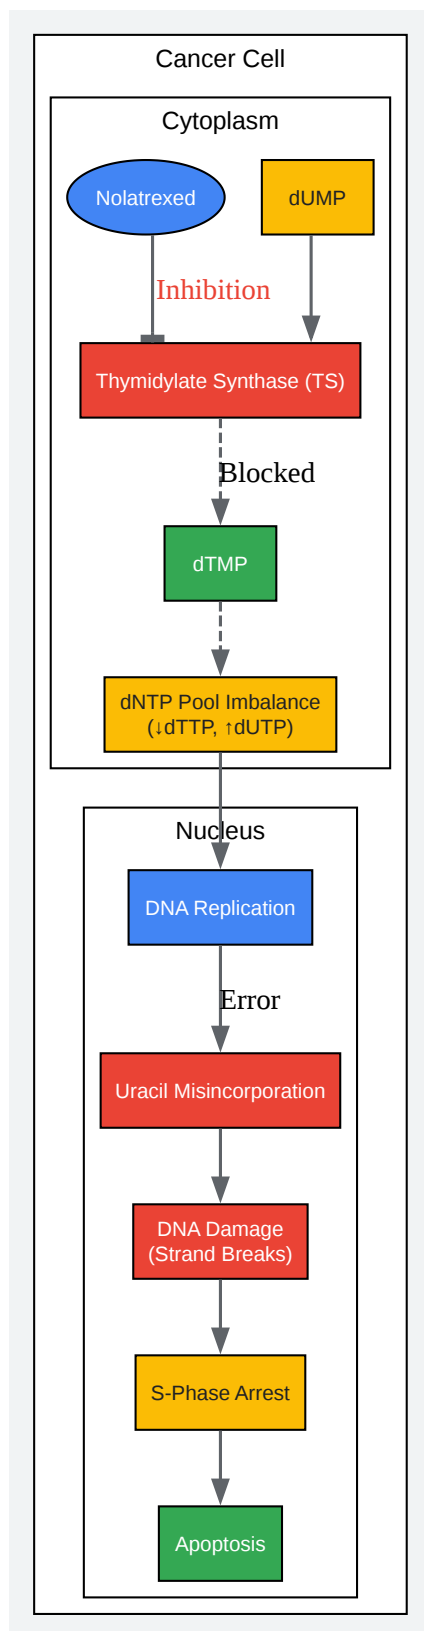 Cancer Cell
Cytoplasm
Nolatrexed
dUMP
Inhibition
Thymidylate Synthase (TS)
Blocked
dTMP
dNTP Pool Imbalance
(↓dTTP, ↑dUTP)
Nucleus
DNA Replication
Error
Uracil Misincorporation
DNA Damage
(Strand Breaks)
S-Phase Arrest
Apoptosis